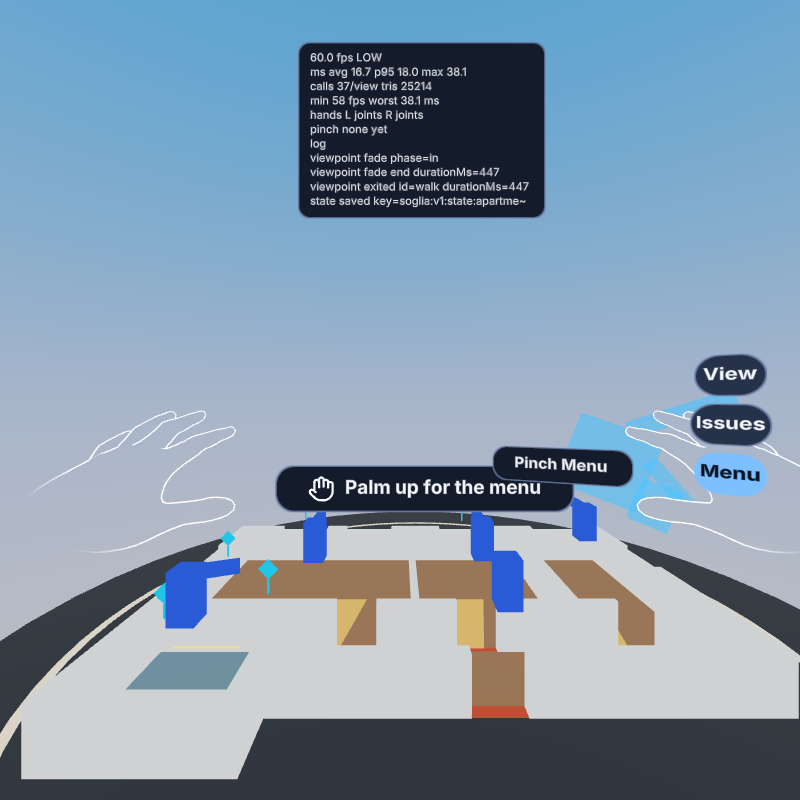 60.0 fps LOW
ms avg 16.7 p95 18.0 max 38.1
calls 37/view tris 25214
min 58 fps worst 38.1 ms
hands L joints R joints
pinch none yet
log
viewpoint fade phase=in
viewpoint fade end durationMs=447
viewpoint exited id=walk durationMs=447
state saved key=soglia:v1:state:apartme~
View
Issues
Menu
Pinch Menu
Palm up for the menu